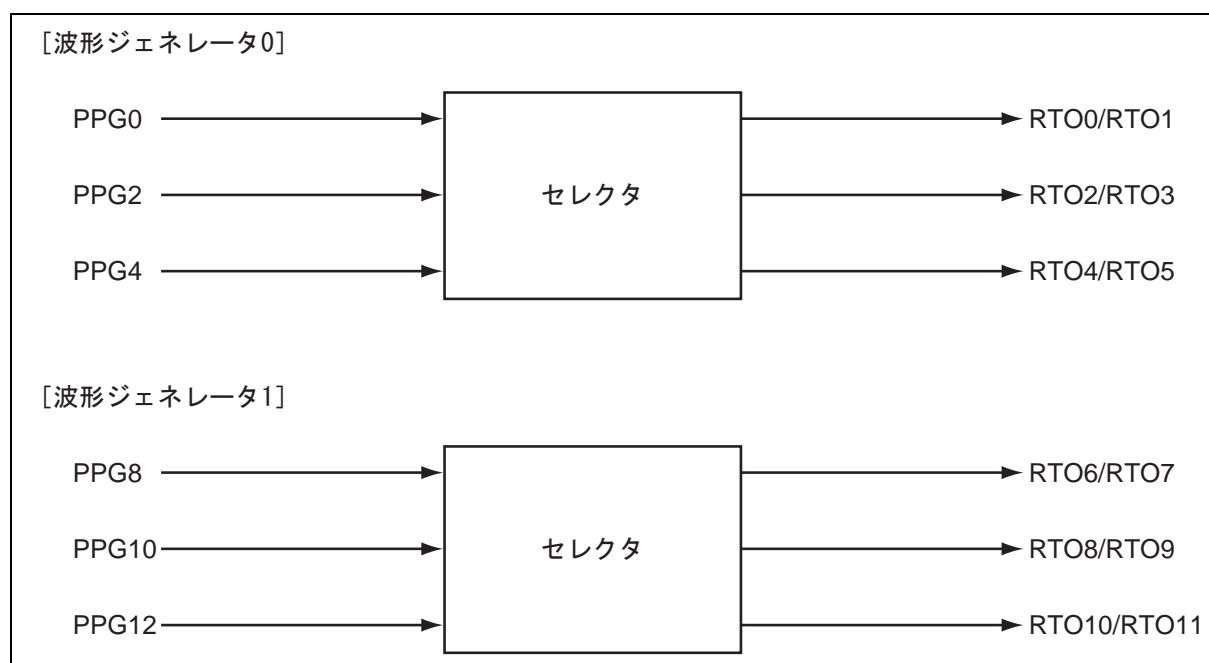 [波形ジェネレータ0]
PPG0 セレクタ RTO0/RTO1
PPG2 RTO2/RTO3
PPG4 RTO4/RTO5
[波形ジェネレータ1]
PPG8 セレクタ RTO6/RTO7
PPG10 RTO8/RTO9
PPG12 RTO10/RTO11